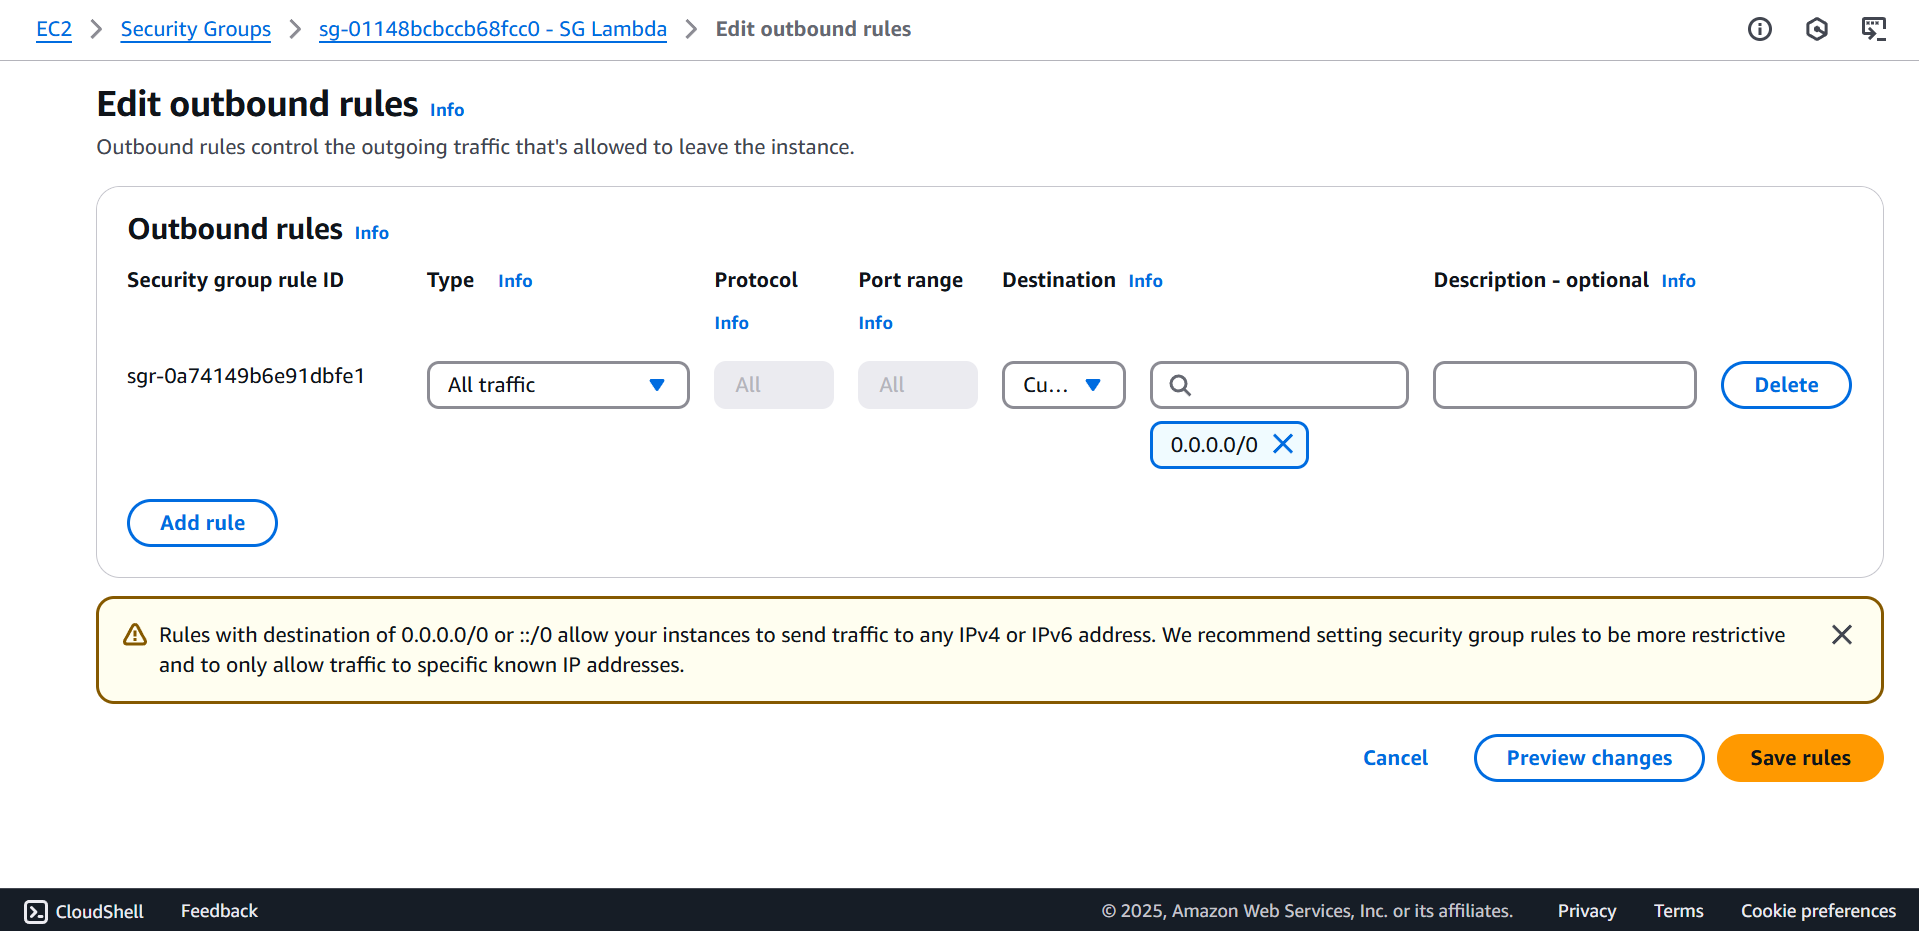 EC2 > Security Groups > sg-01148bcbccb68fcc0 - SG Lambda > Edit outbound rules
Edit outbound rules Info
Outbound rules control the outgoing traffic that's allowed to leave the instance.
Outbound rules Info
Security group rule ID Type Info Protocol Info Port range Info Destination Info Description - optional Info
sgr-0a74149b6e91dbfe1 All traffic All All Cu... Delete
0.0.0.0/0
Add rule
Rules with destination of 0.0.0.0/0 or ::/0 allow your instances to send traffic to any IPv4 or IPv6 address. We recommend setting security group rules to be more restrictive
and to only allow traffic to specific known IP addresses.
Cancel Preview changes Save rules
CloudShell Feedback © 2025, Amazon Web Services, Inc. or its affiliates. Privacy Terms Cookie preferences